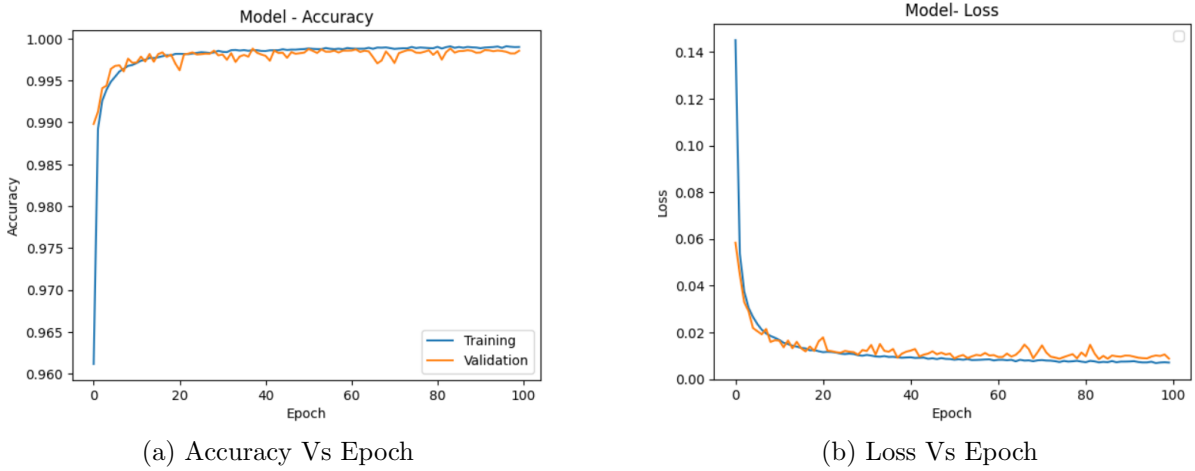 Model - Accuracy
1.000
0.995
0.990
0.985
0.980
0.975
0.970
0.965
0.960
Accuracy
Training
Validation
0 20 40 60 80 100
Epoch
(a) Accuracy Vs Epoch
Model- Loss
0.14
0.12
0.10
0.08
0.06
0.04
0.02
0.00
Loss
0 20 40 60 80 100
Epoch
(b) Loss Vs Epoch